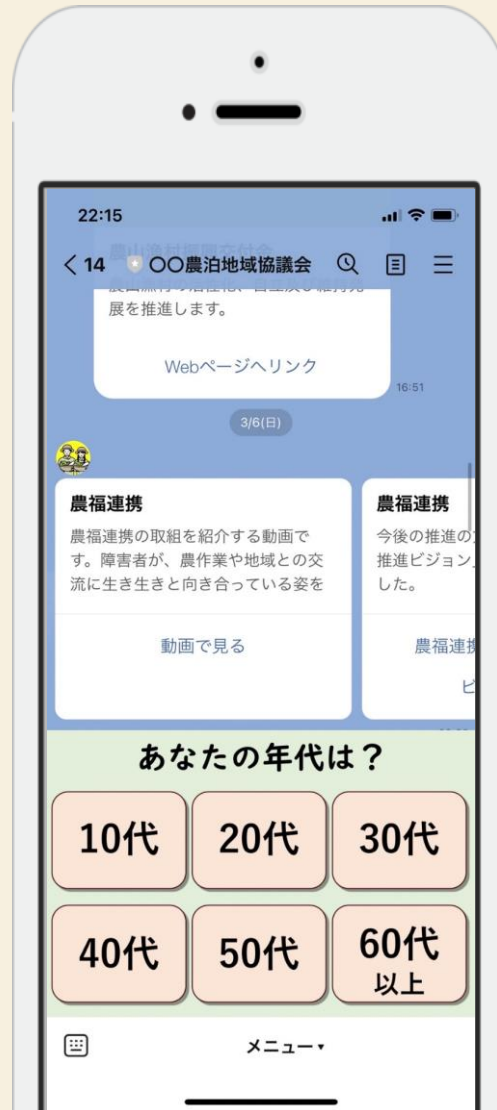 22:15
14 〇〇農泊地域協議会
展を推進します。
Webページへリンク
16:51
3/6(日)
農福連携
農福連携の取組を紹介する動画で
す。障害者が、農作業や地域との交
流に生き生きと向き合っている姿を
動画で見る
農福連携
今後の推進の
推進ビジョン」
した。
農福連携
ビ
あなたの年代は？
10代
20代
30代
40代
50代
60代
以上
メニュー▾